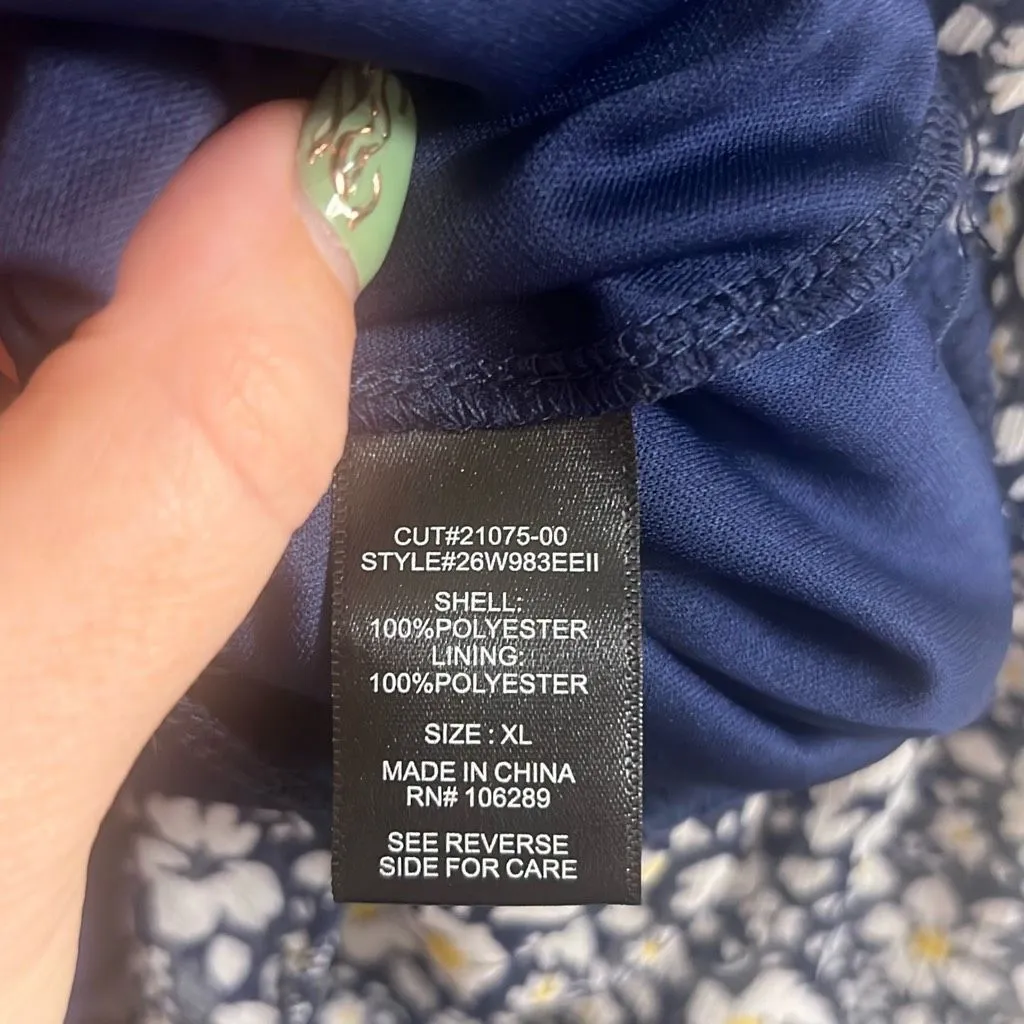 CUT#21075-00
STYLE#26W983EEII
SHELL:
100%POLYESTER
LINING:
100%POLYESTER
SIZE : XL
MADE IN CHINA
RN# 106289
SEE REVERSE
SIDE FOR CARE